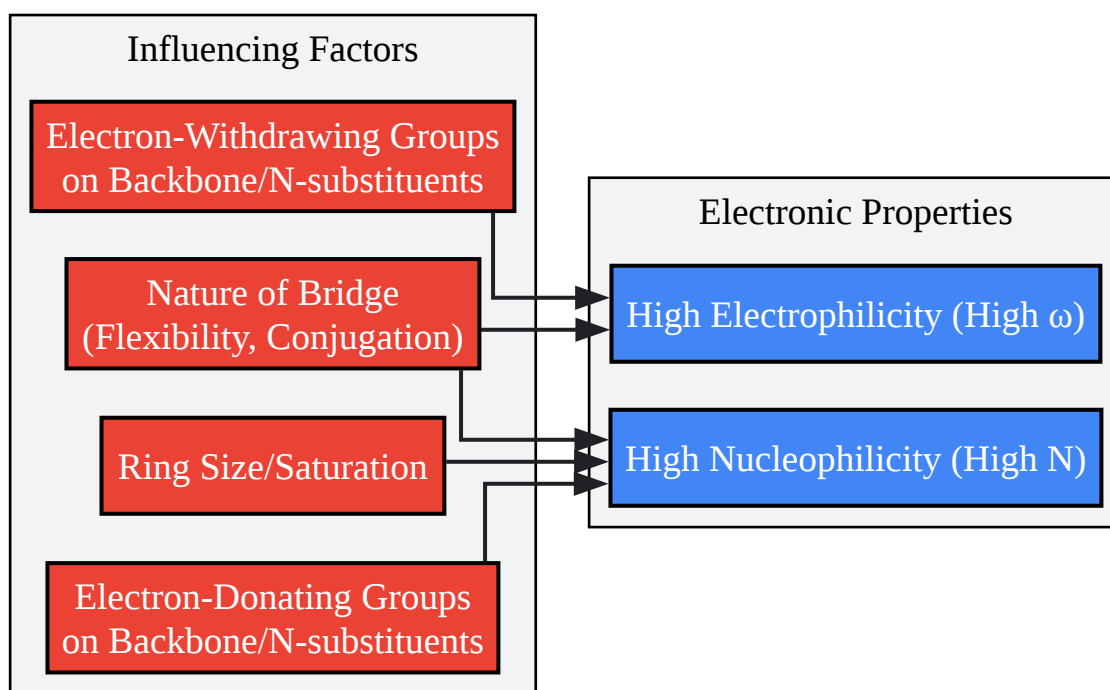 Influencing Factors
Electron-Withdrawing Groups
on Backbone/N-substituents
Nature of Bridge
(Flexibility, Conjugation)
Ring Size/Saturation
Electron-Donating Groups
on Backbone/N-substituents
Electronic Properties
High Electrophilicity (High ω)
High Nucleophilicity (High N)